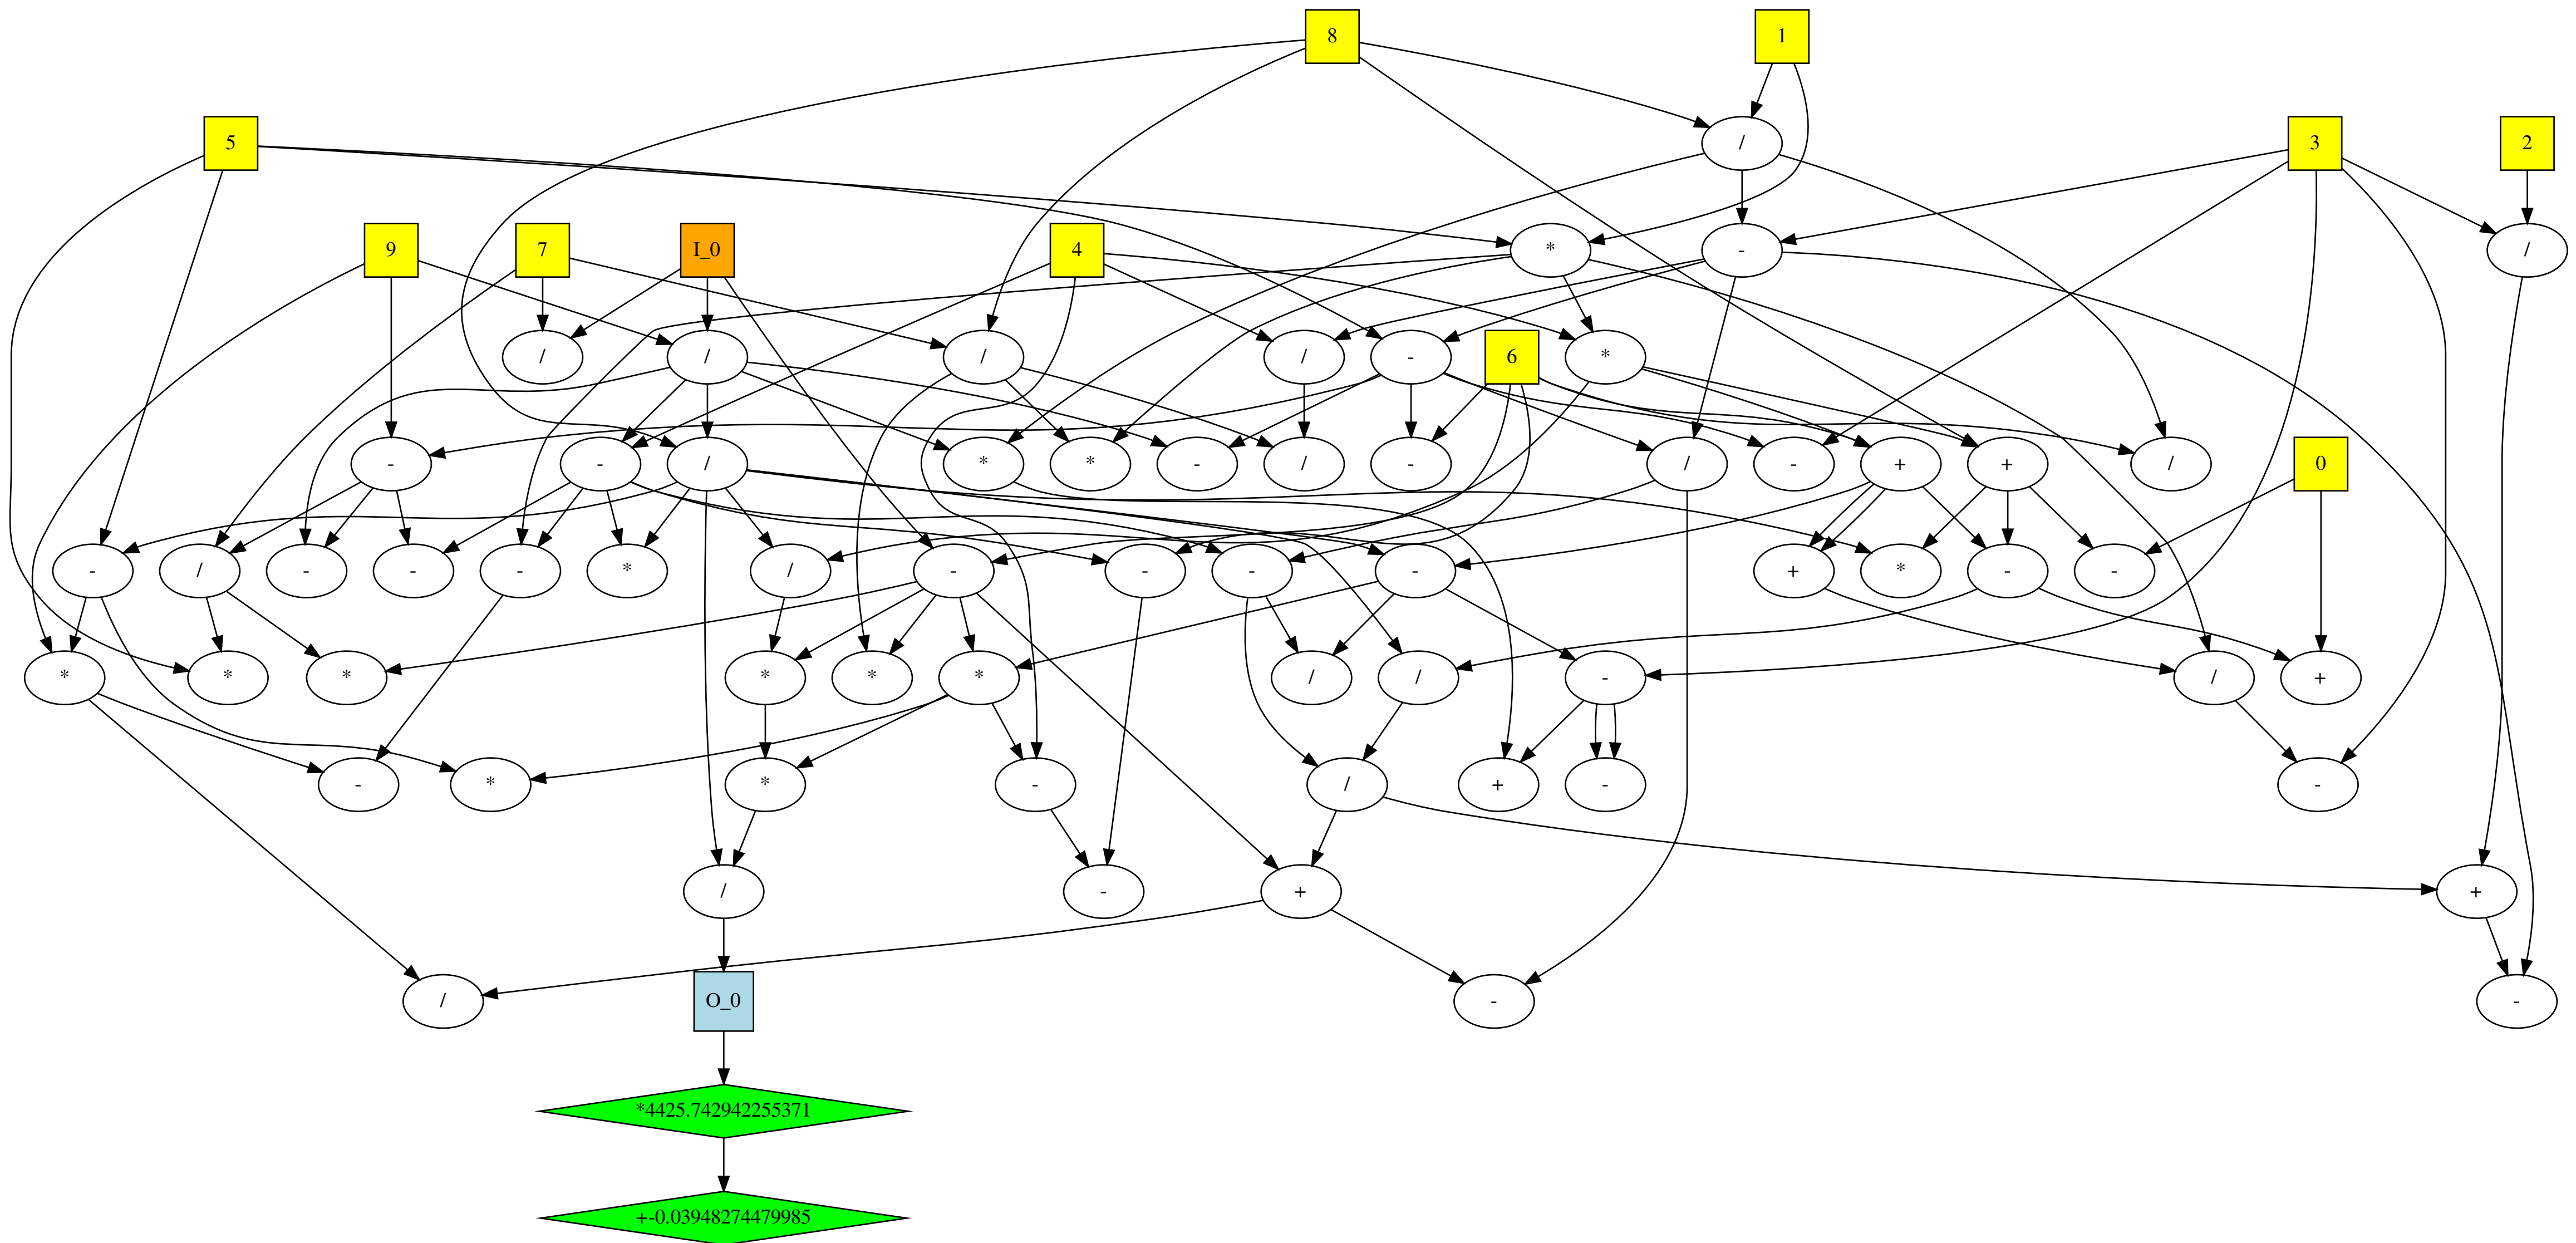 8 1
/
5 3 2
9 7 I_0 4 * - /
/ / / / - 6 *
- - / * * - / - / - + + / 0
- / - - - * / - - - - + * - -
* * * * * * / / - / +
- * * - / + - -
/ - + +
/ O_0 - -
*4425.742942255371
+-0.03948274479985